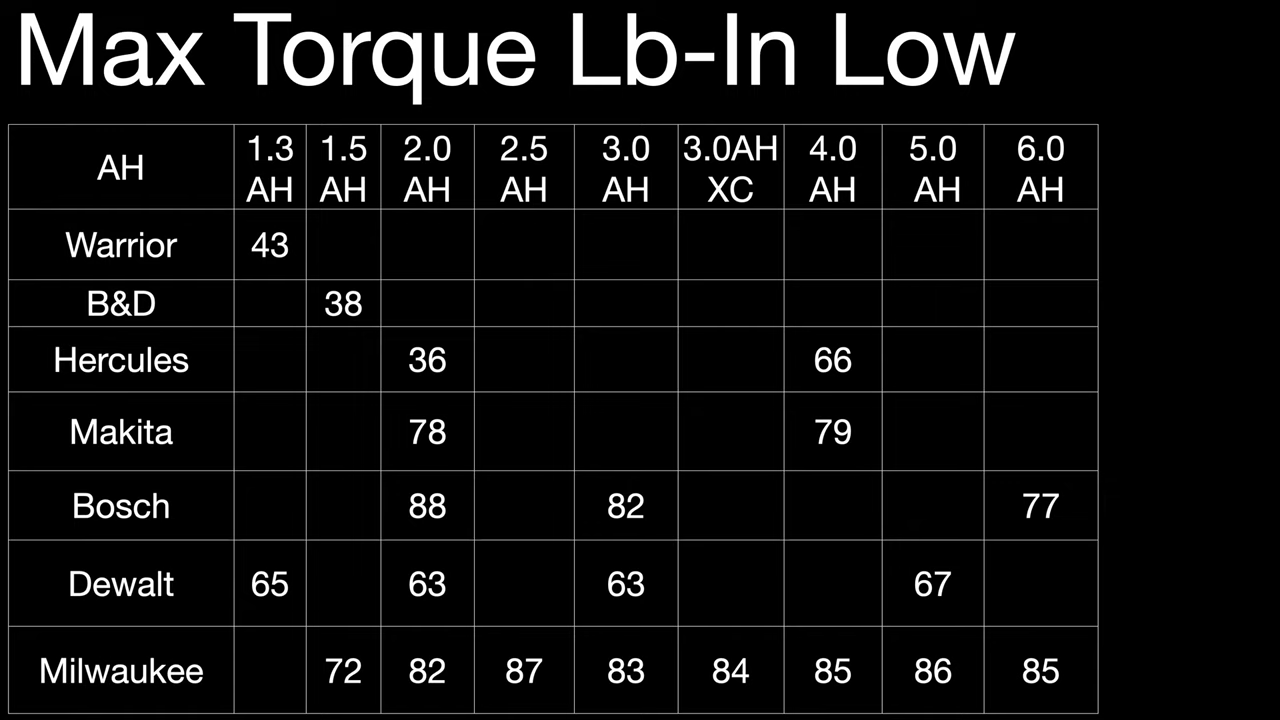 Max Torque Lb-In Low
AH 1.3 AH 1.5 AH 2.0 AH 2.5 AH 3.0 AH 3.0AH XC 4.0 AH 5.0 AH 6.0 AH
Warrior 43
B&D 38
Hercules 36 66
Makita 78 79
Bosch 88 82 77
Dewalt 65 63 63 67
Milwaukee 72 82 87 83 84 85 86 85